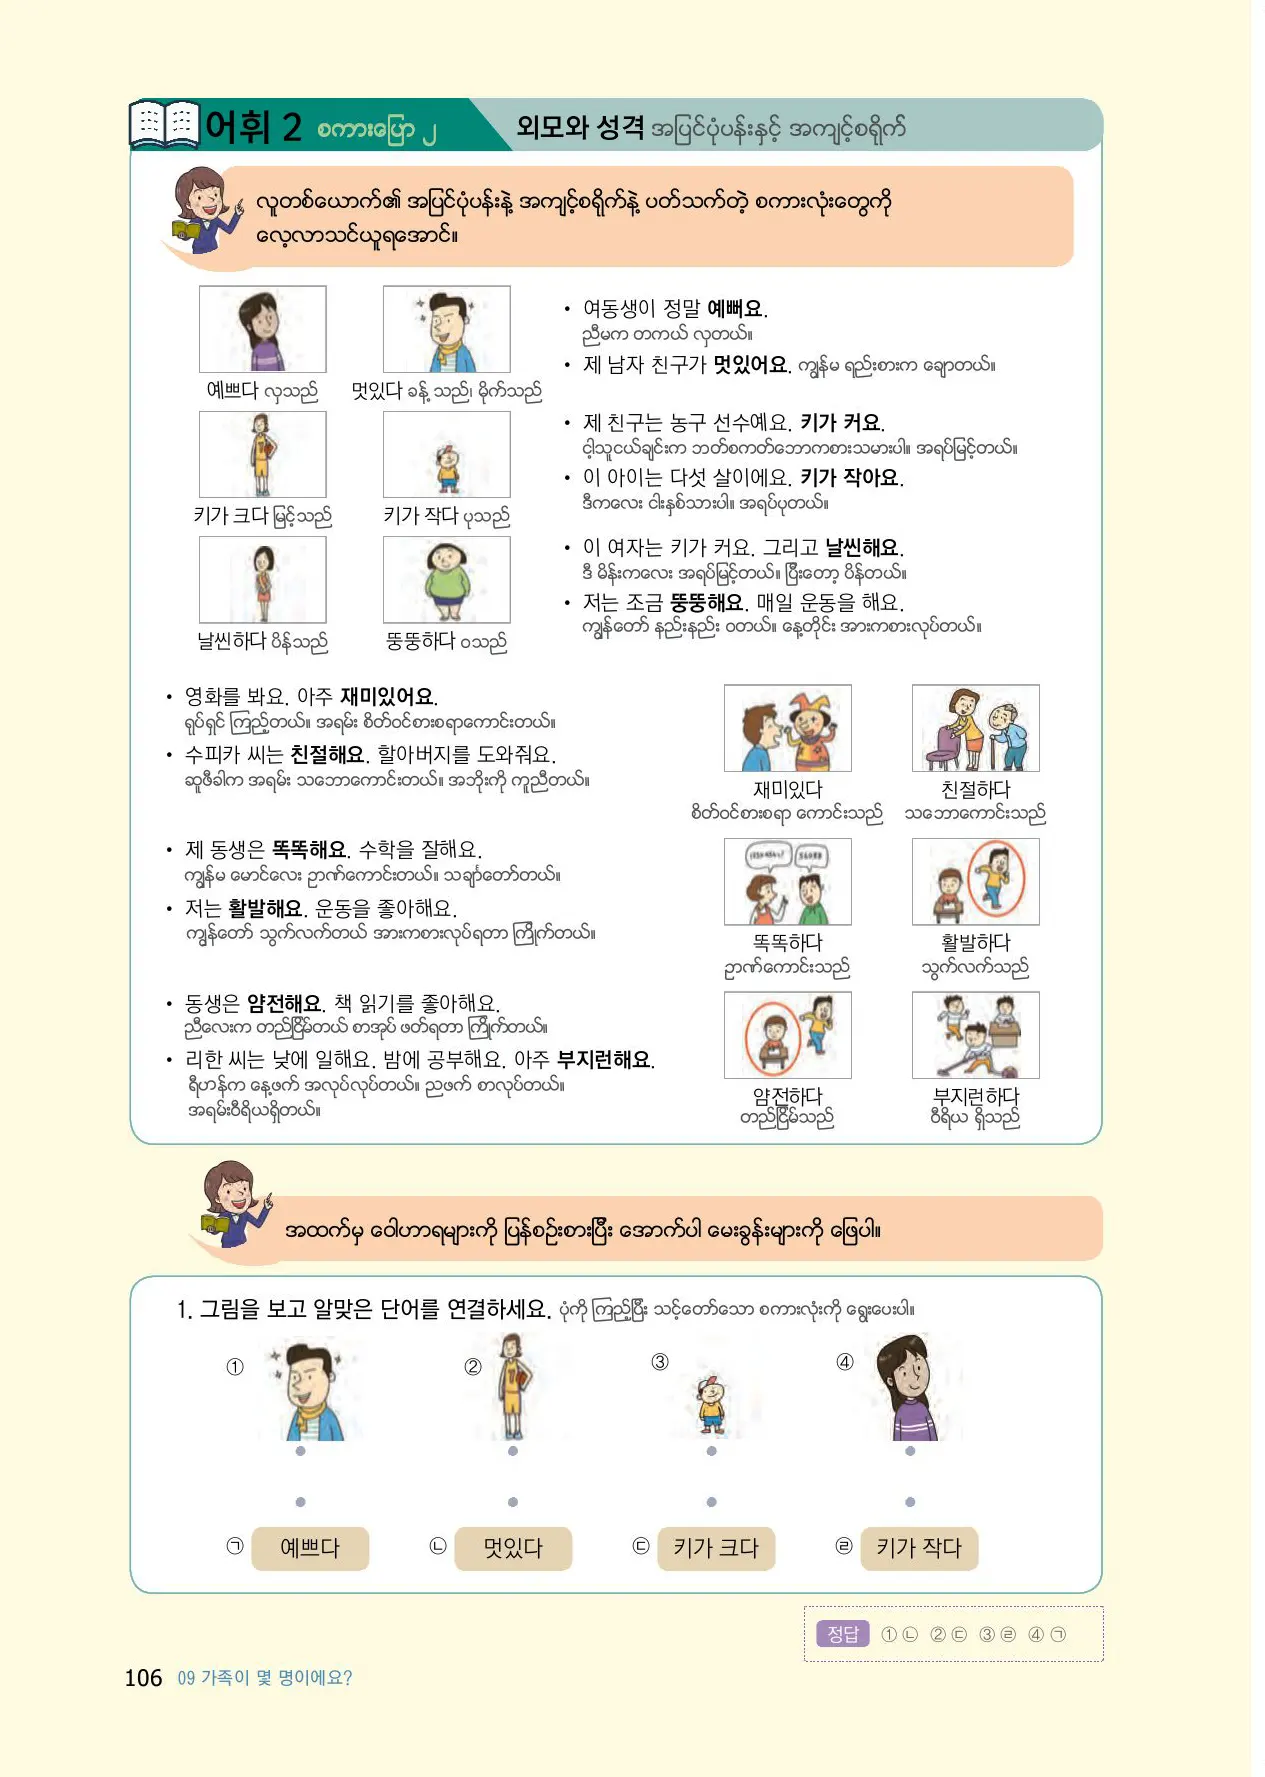 어휘 2 စကားပြော ၂
외모와 성격 အပြင်ပုံပန်းနှင့် အကျင့်စရိုက်
လူတစ်ယောက်၏ အပြင်ပုံပန်းနဲ့ အကျင့်စရိုက်နဲ့ ပတ်သက်တဲ့ စကားလုံးတွေကို
လေ့လာသင်ယူရအောင်။
예쁘다 လှသည်
멋있다 ခန့် သည်၊ မိုက်သည်
• 여동생이 정말 예뻐요.
ညီမက တကယ် လှတယ်။
• 제 남자 친구가 멋있어요. ကျွန်မ ရည်းစားက ချောတယ်။
키가 크다 မြင့်သည်
키가 작다 ပုသည်
• 제 친구는 농구 선수예요. 키가 커요.
ငါ့သူငယ်ချင်းက ဘတ်စကတ်ဘောကစားသမားပါ။ အရပ်မြင့်တယ်။
• 이 아이는 다섯 살이에요. 키가 작아요.
ဒီကလေး ငါးနှစ်သားပါ။ အရပ်ပုတယ်။
날씬하다 ပိန်သည်
뚱뚱하다 ဝသည်
• 이 여자는 키가 커요. 그리고 날씬해요.
ဒီ မိန်းကလေး အရပ်မြင့်တယ်။ ပြီးတော့ ပိန်တယ်။
• 저는 조금 뚱뚱해요. 매일 운동을 해요.
ကျွန်တော် နည်းနည်း ဝတယ်။ နေ့တိုင်း အားကစားလုပ်တယ်။
• 영화를 봐요. 아주 재미있어요.
ရုပ်ရှင် ကြည့်တယ်။ အရမ်း စိတ်ဝင်စားစရာကောင်းတယ်။
• 수피카 씨는 친절해요. 할아버지를 도와줘요.
ဆူဖီခါက အရမ်း သဘောကောင်းတယ်။ အဘိုးကို ကူညီတယ်။
재미있다
စိတ်ဝင်စားစရာ ကောင်းသည်
친절하다
သဘောကောင်းသည်
• 제 동생은 똑똑해요. 수학을 잘해요.
ကျွန်မ မောင်လေး ဉာဏ်ကောင်းတယ်။ သင်္ချာတော်တယ်။
• 저는 활발해요. 운동을 좋아해요.
ကျွန်တော် သွက်လက်တယ် အားကစားလုပ်ရတာ ကြိုက်တယ်။
똑똑하다
ဉာဏ်ကောင်းသည်
활발하다
သွက်လက်သည်
• 동생은 얌전해요. 책 읽기를 좋아해요.
ညီလေးက တည်ငြိမ်တယ် စာအုပ် ဖတ်ရတာ ကြိုက်တယ်။
• 리한 씨는 낮에 일해요. 밤에 공부해요. 아주 부지런해요.
ရီဟန်က နေ့ဖက် အလုပ်လုပ်တယ်။ ညဖက် စာလုပ်တယ်။
အရမ်းဝီရိယရှိတယ်။
얌전하다
တည်ငြိမ်သည်
부지런하다
ဝီရိယ ရှိသည်
အထက်မှ ဝေါဟာရများကို ပြန်စဉ်းစားပြီး အောက်ပါ မေးခွန်းများကို ဖြေပါ။
1. 그림을 보고 알맞은 단어를 연결하세요. ပုံကို ကြည့်ပြီး သင့်တော်သော စကားလုံးကို ရွေးပေးပါ။
① ② ③ ④
㉠ 예쁘다 ㉡ 멋있다 ㉢ 키가 크다 ㉣ 키가 작다
정답 ① ㉡ ② ㉢ ③ ㉣ ④ ㉠
106 09 가족이 몇 명이에요?